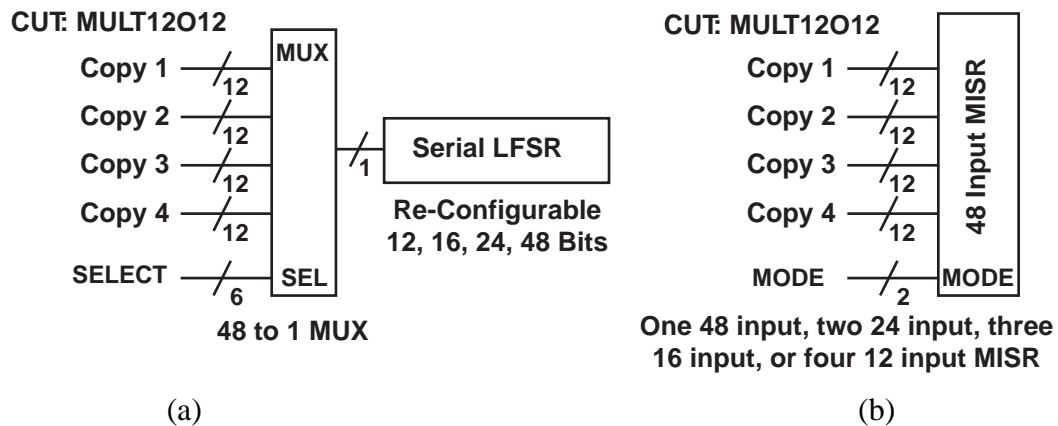 CUT: MULT12O12
MUX
Copy 1
12
Copy 2
12
Copy 3
12
Copy 4
12
SELECT
6
SEL
48 to 1 MUX
1
Serial LFSR
Re-Configurable
12, 16, 24, 48 Bits
(a)
CUT: MULT12O12
Copy 1
12
Copy 2
12
Copy 3
12
Copy 4
12
48 Input MISR
MODE
2
MODE
One 48 input, two 24 input, three
16 input, or four 12 input MISR
(b)